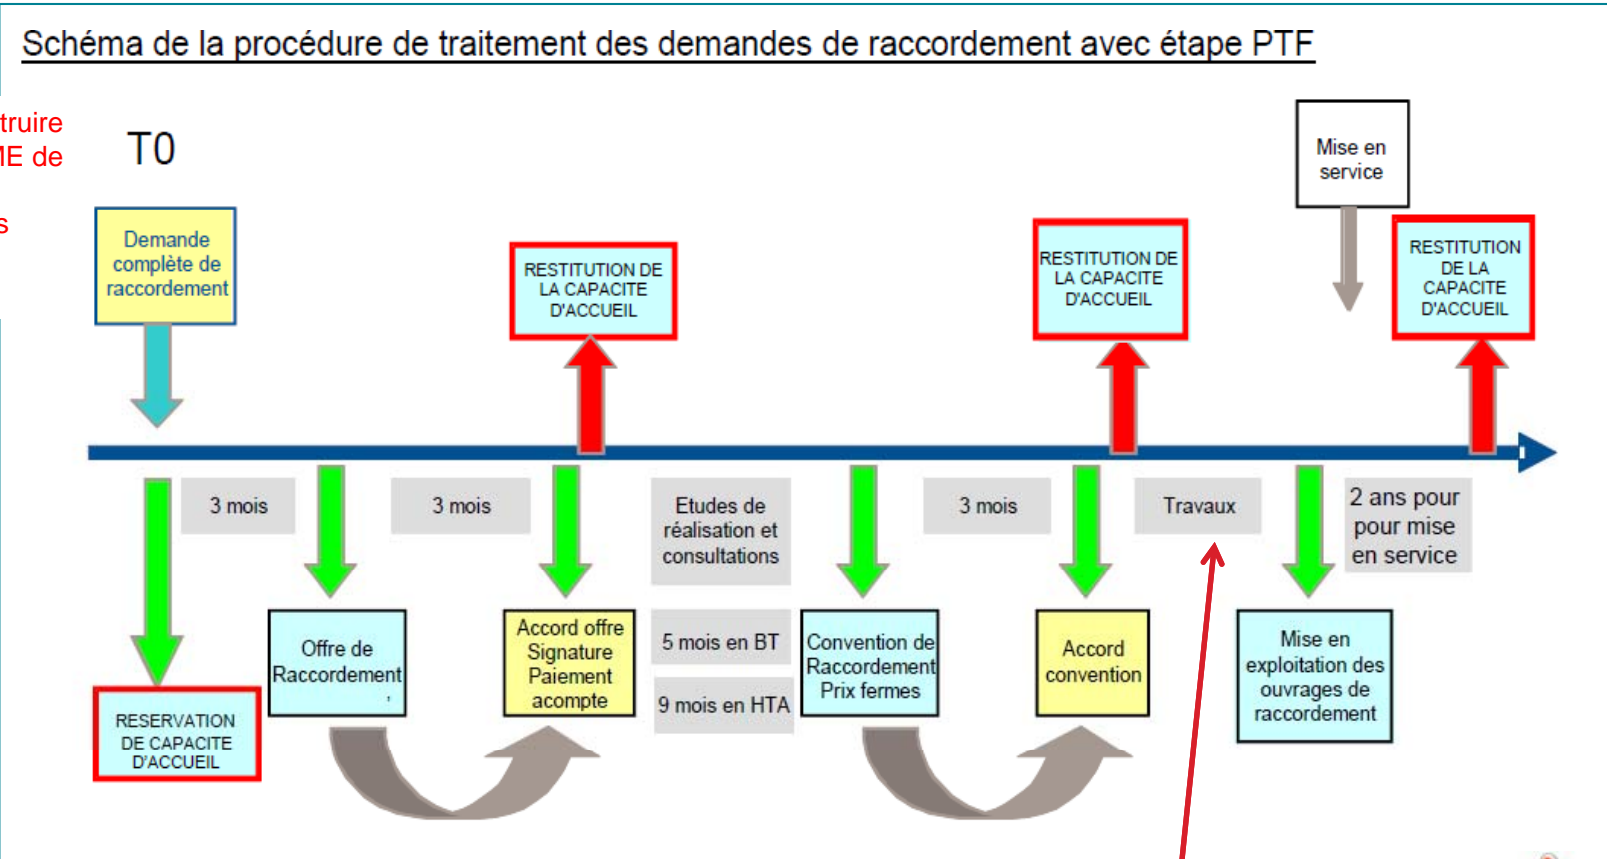 Schéma de la procédure de traitement des demandes de raccordement avec étape PTF
truire
ME de
s
T0
Demande
complète de
raccordement
RESTITUTION DE
LA CAPACITE
D'ACCUEIL
RESTITUTION DE
LA CAPACITE
D'ACCUEIL
Mise en
service
RESTITUTION
DE LA
CAPACITE
D'ACCUEIL
3 mois
3 mois
Etudes de
réalisation et
consultations
3 mois
Travaux
2 ans pour
pour mise
en service
RESERVATION
DE CAPACITE
D'ACCUEIL
Offre de
Raccordement
,
Accord offre
Signature
Paiement
acompte
5 mois en BT
9 mois en HTA
Convention de
Raccordement
Prix fermes
Accord
convention
Mise en
exploitation des
ouvrages de
raccordement